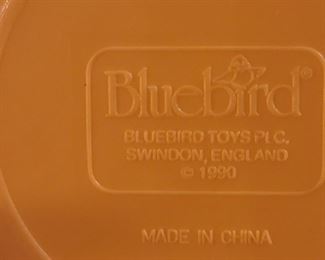 Bluebird®
BLUEBIRD TOYS PLC,
SWINDON, ENGLAND
© 1990
MADE IN CHINA